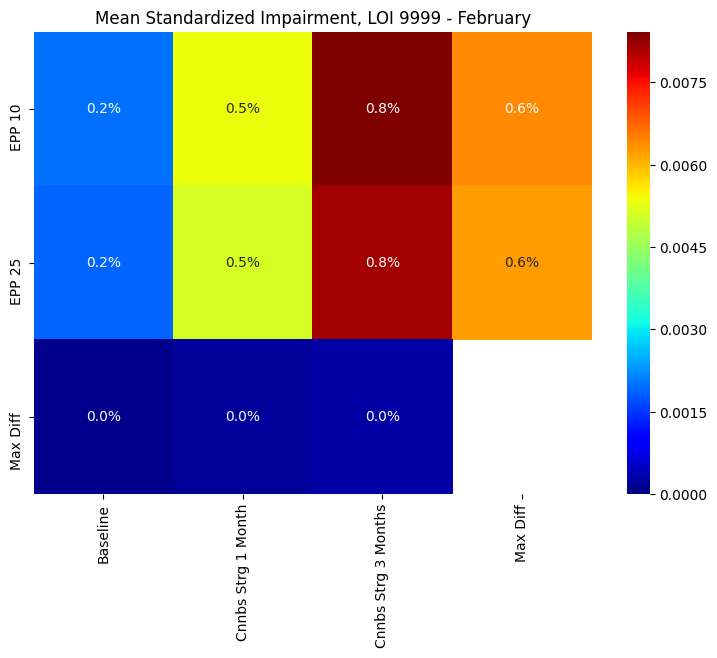 Mean Standardized Impairment, LOI 9999 - February
EPP 10
0.2%
0.5%
0.8%
0.6%
EPP 25
0.2%
0.5%
0.8%
0.6%
Max Diff
0.0%
0.0%
0.0%
Baseline
Cnnbs Strg 1 Month
Cnnbs Strg 3 Months
Max Diff
0.0075
0.0060
0.0045
0.0030
0.0015
0.0000